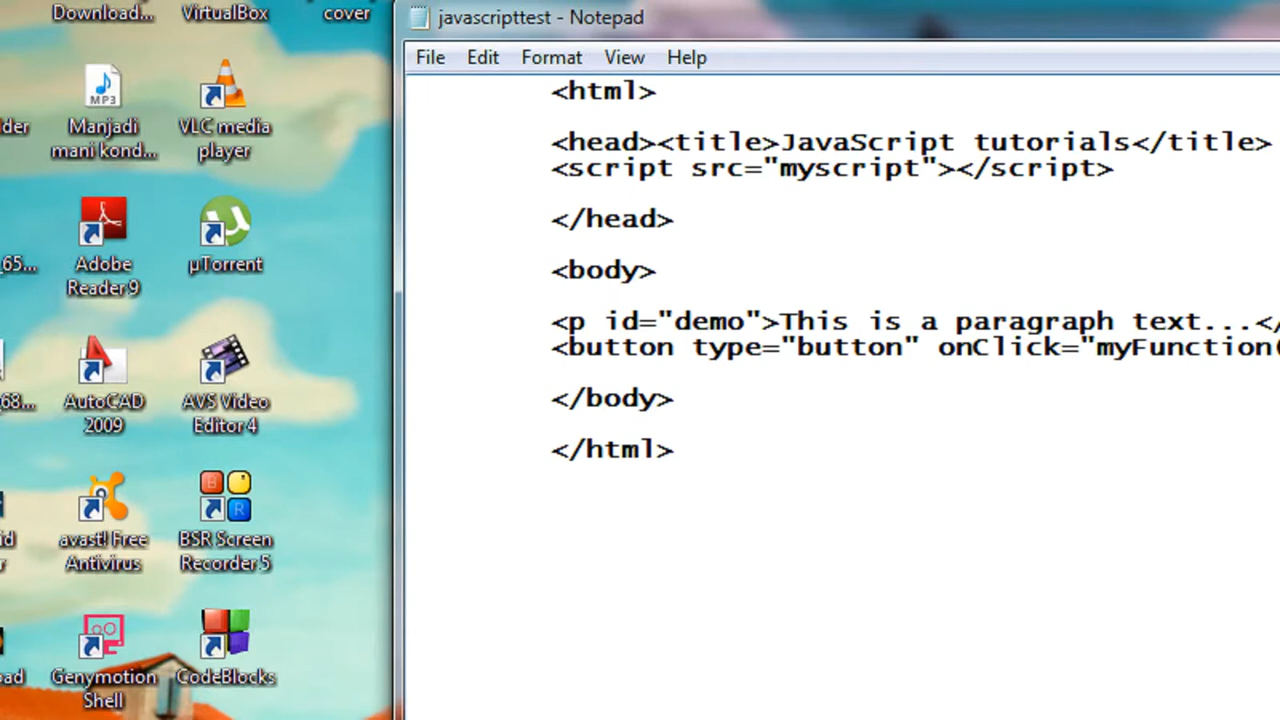 Download...
VirtualBox
cover
MP3
Manjadi
mani kond...
VLC media
player
_65...
Adobe
Reader 9
µTorrent
_68...
AutoCAD
2009
AVS Video
Editor 4
avast! Free
Antivirus
B
R
BSR Screen
Recorder 5
Genymotion
Shell
CodeBlocks
javascripttest - Notepad
File Edit Format View Help
<html>
<head><title>JavaScript tutorials</title>
<script src="myscript"></script>
</head>
<body>
<p id="demo">This is a paragraph text...</
<button type="button" onClick="myFunction(
</body>
</html>